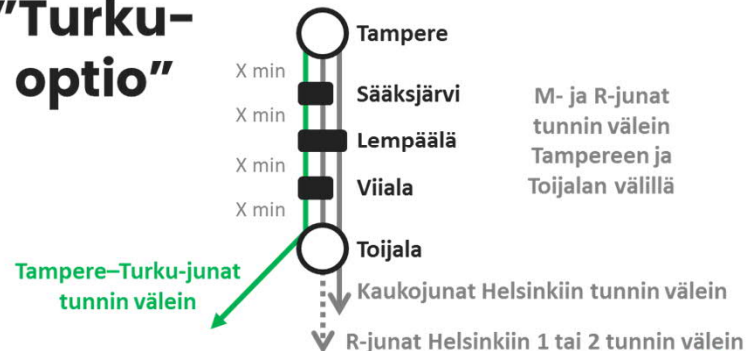 "Turku-
optio"
Tampere
X min
Sääksjärvi
X min
Lempäälä
X min
Viiala
X min
Toijala
M- ja R-junat
tunnin välein
Tampereen ja
Toijalan välillä
Tampere–Turku-junat
tunnin välein
Kaukojunat Helsinkiin tunnin välein
R-junat Helsinkiin 1 tai 2 tunnin välein